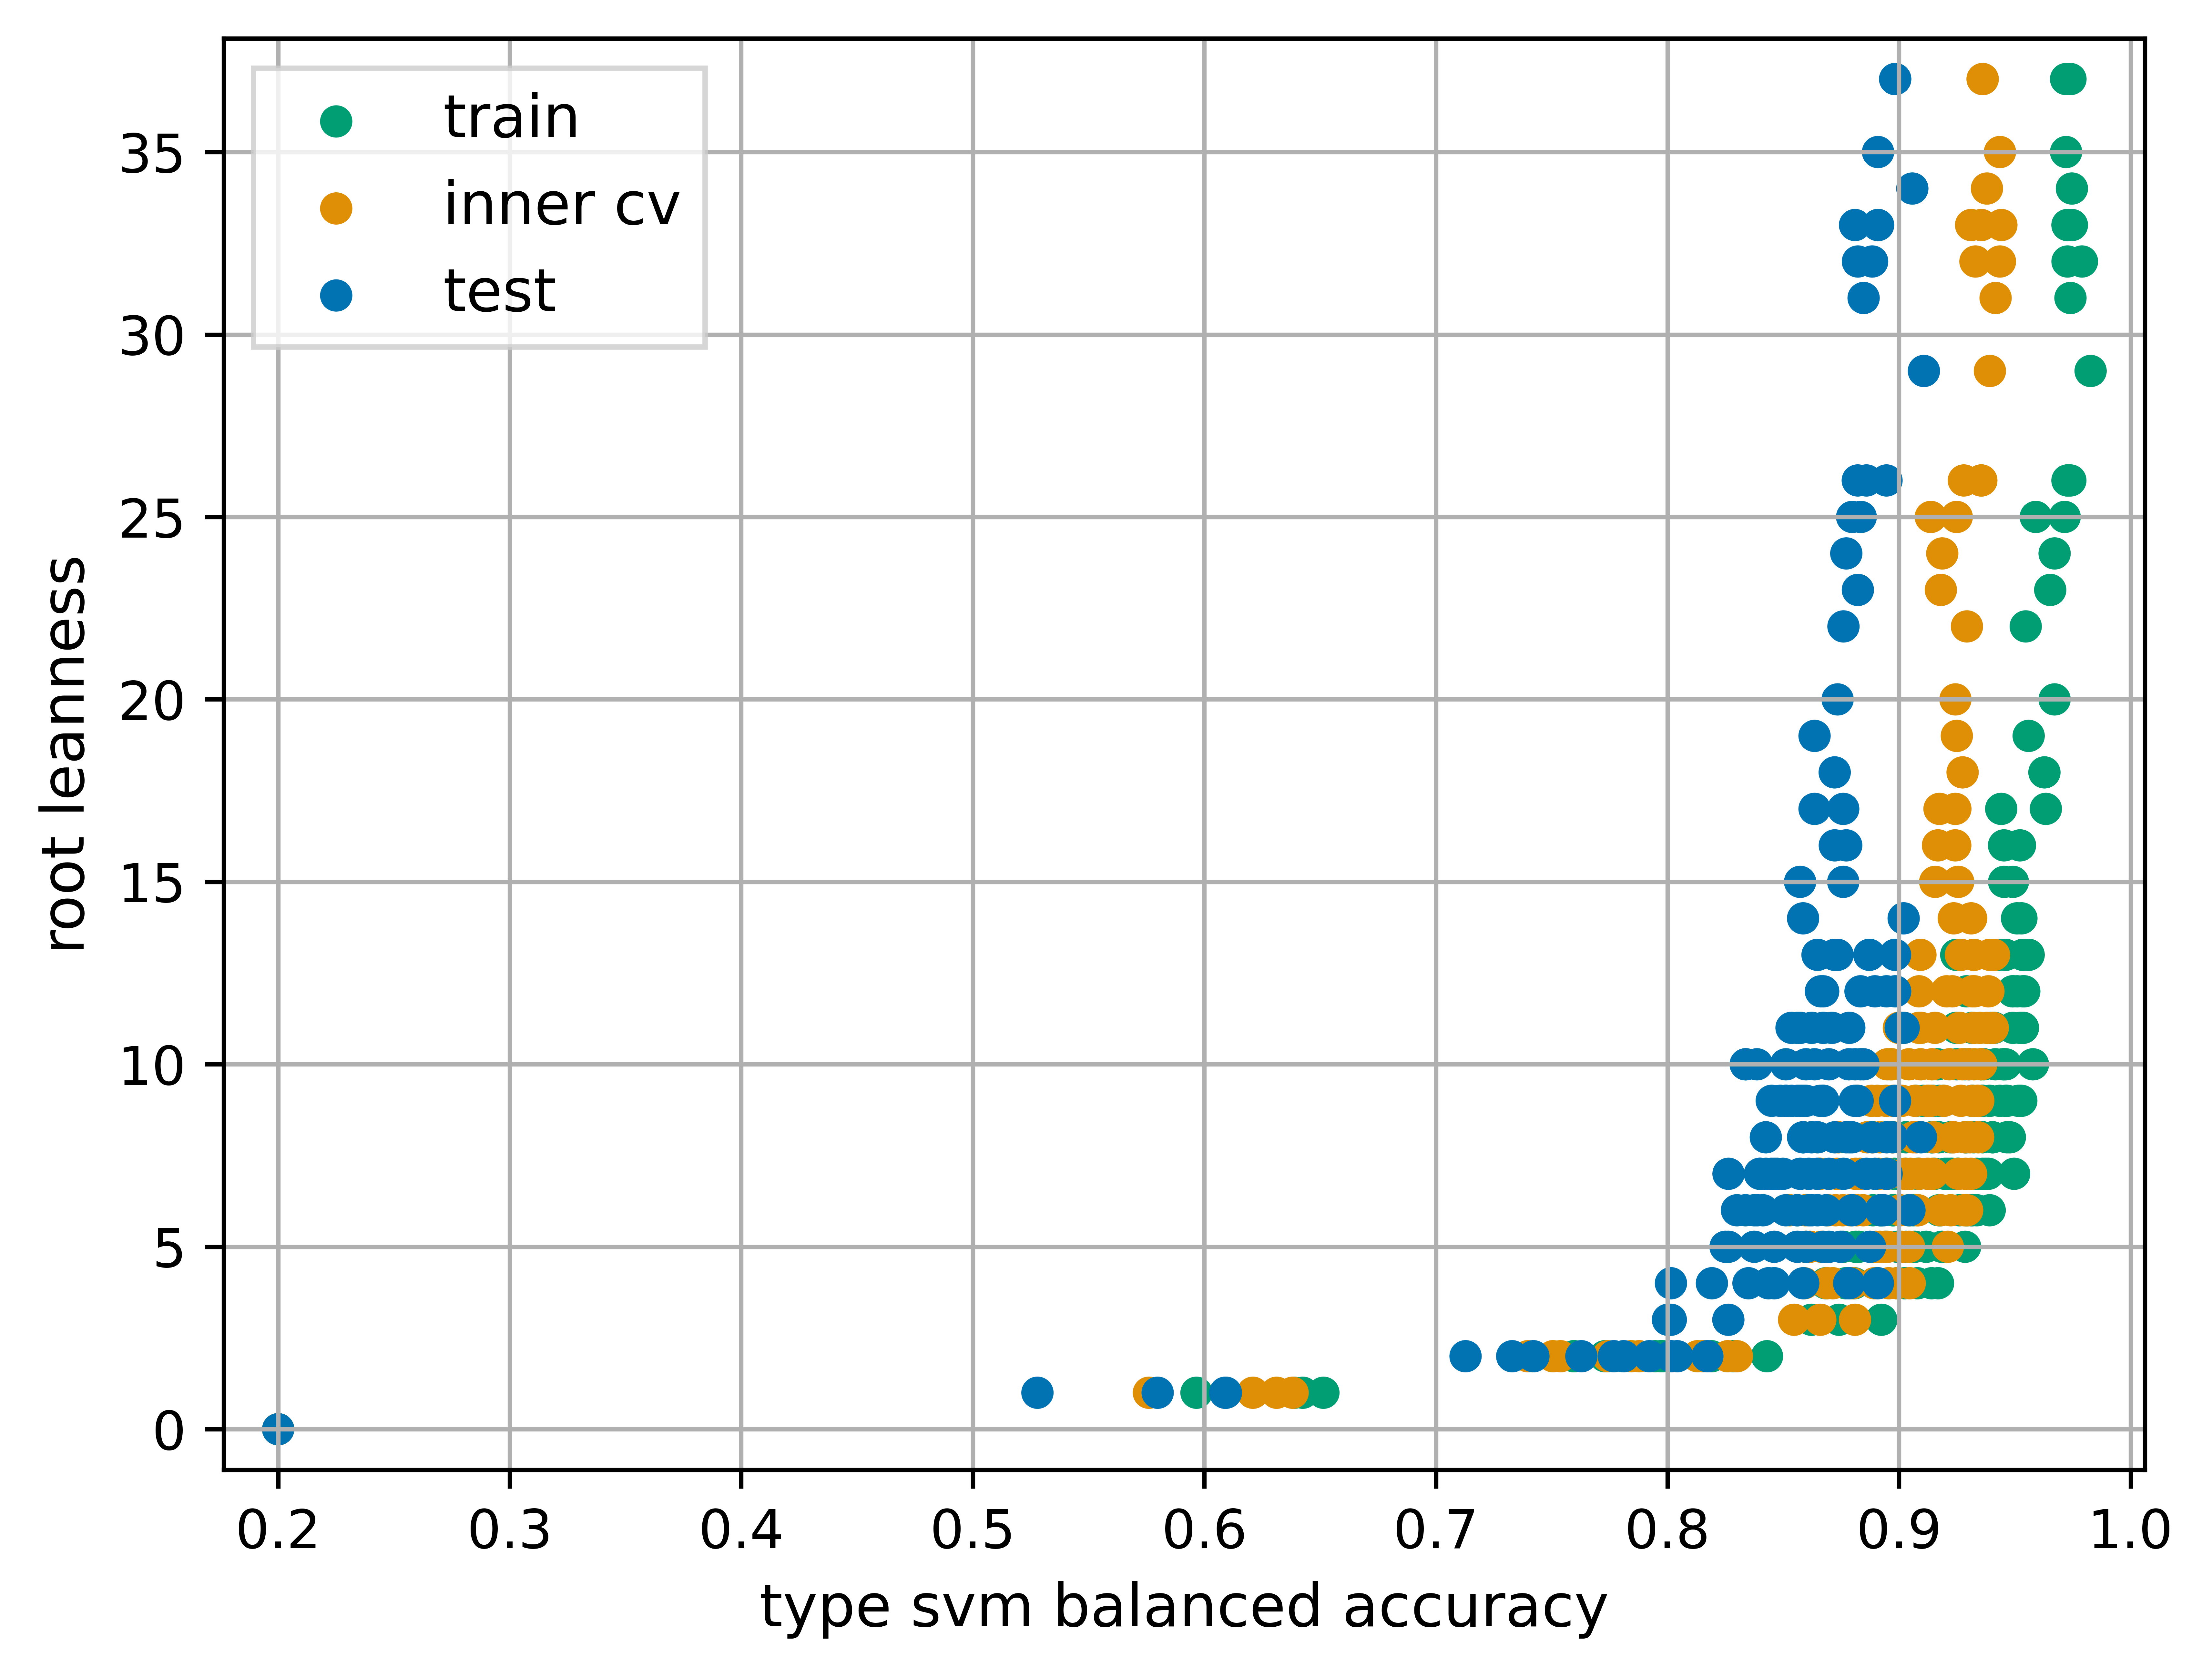 train
inner cv
test
35
30
25
20
15
10
5
0
root leanness
0.2 0.3 0.4 0.5 0.6 0.7 0.8 0.9 1.0
type svm balanced accuracy